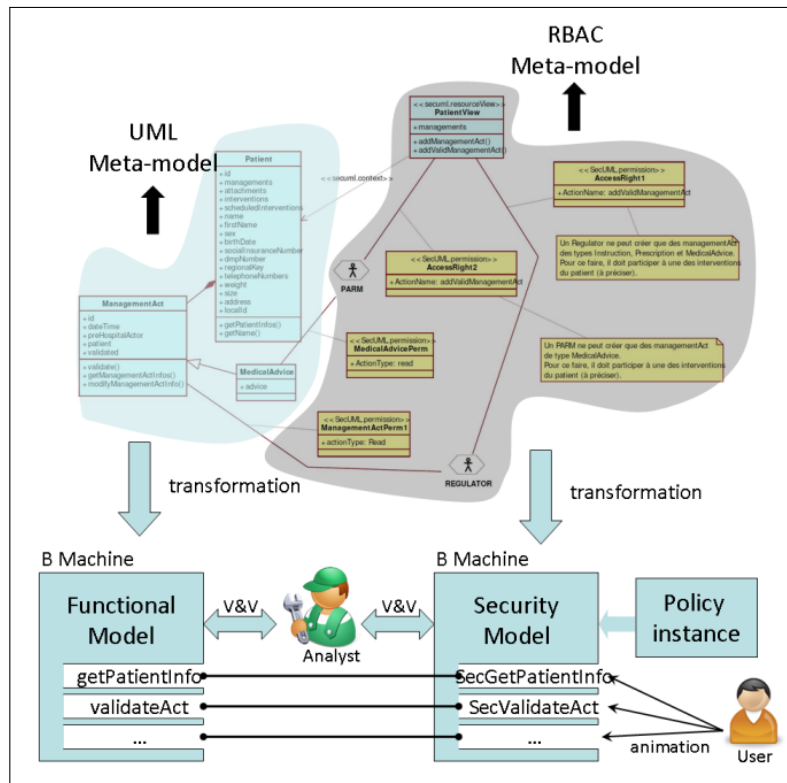 RBAC
Meta-model
UML
Meta-model
<<secuml.resourceView>>
PatientView
+ managements
+ addManagementAct()
+ addValidManagementAct()
<<secuml.context>>
Patient
+ id
+ managements
+ attachments
+ interventions
+ scheduledInterventions
+ name
+ firstName
+ sex
+ birthDate
+ socialInsuranceNumber
+ dmpNumber
+ regionalKey
+ telephoneNumbers
+ weight
+ size
+ address
+ localId
+ getPatientInfos()
+ getName()
<<SecUML.permission>>
AccessRight1
+ ActionName: addValidManagementAct
<<SecUML.permission>>
AccessRight2
+ ActionName: addValidManagementAct
Un Regulator ne peut créer que des managementAct
des types Instruction, Prescription et MedicalAdvice.
Pour ce faire, il doit participer à une des interventions
du patient (à préciser).
PARM
ManagementAct
+ id
+ dateTime
+ preHospitalActor
+ patient
+ validated
+ validate()
+ getManagementActInfos()
+ modifyManagementActInfo()
MedicalAdvice
+ advice
<<SecUML.permission>>
MedicalAdvicePerm
+ ActionType: read
Un PARM ne peut créer que des managementAct
de type MedicalAdvice.
Pour ce faire, il doit participer à une des interventions
du patient (à préciser).
<<SecUML.permission>>
ManagementActPerm1
+ actionType: Read
REGULATOR
transformation
transformation
B Machine
B Machine
Functional
Model
V&V
Analyst
V&V
Security
Model
Policy
instance
getPatientInfo
SecGetPatientInfo
validateAct
SecValidateAct
...
...
animation
User